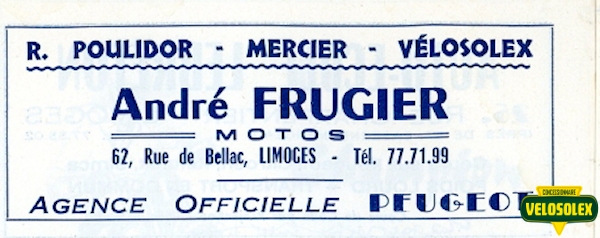 R. POULIDOR - MERCIER - VÉLOSOLEX
André FRUGIER
MOTOS
62, Rue de Bellac, LIMOGES - Tél. 77.71.99
AGENCE OFFICIELLE PEUGEOT
CONCESSIONNAIRE
VELOSOLEX